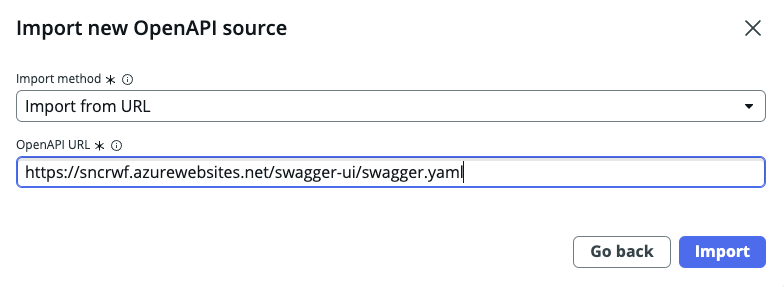 Import new OpenAPI source
Import method *
Import from URL
OpenAPI URL *
https://sncrwf.azurewebsites.net/swagger-ui/swagger.yaml
Go back Import